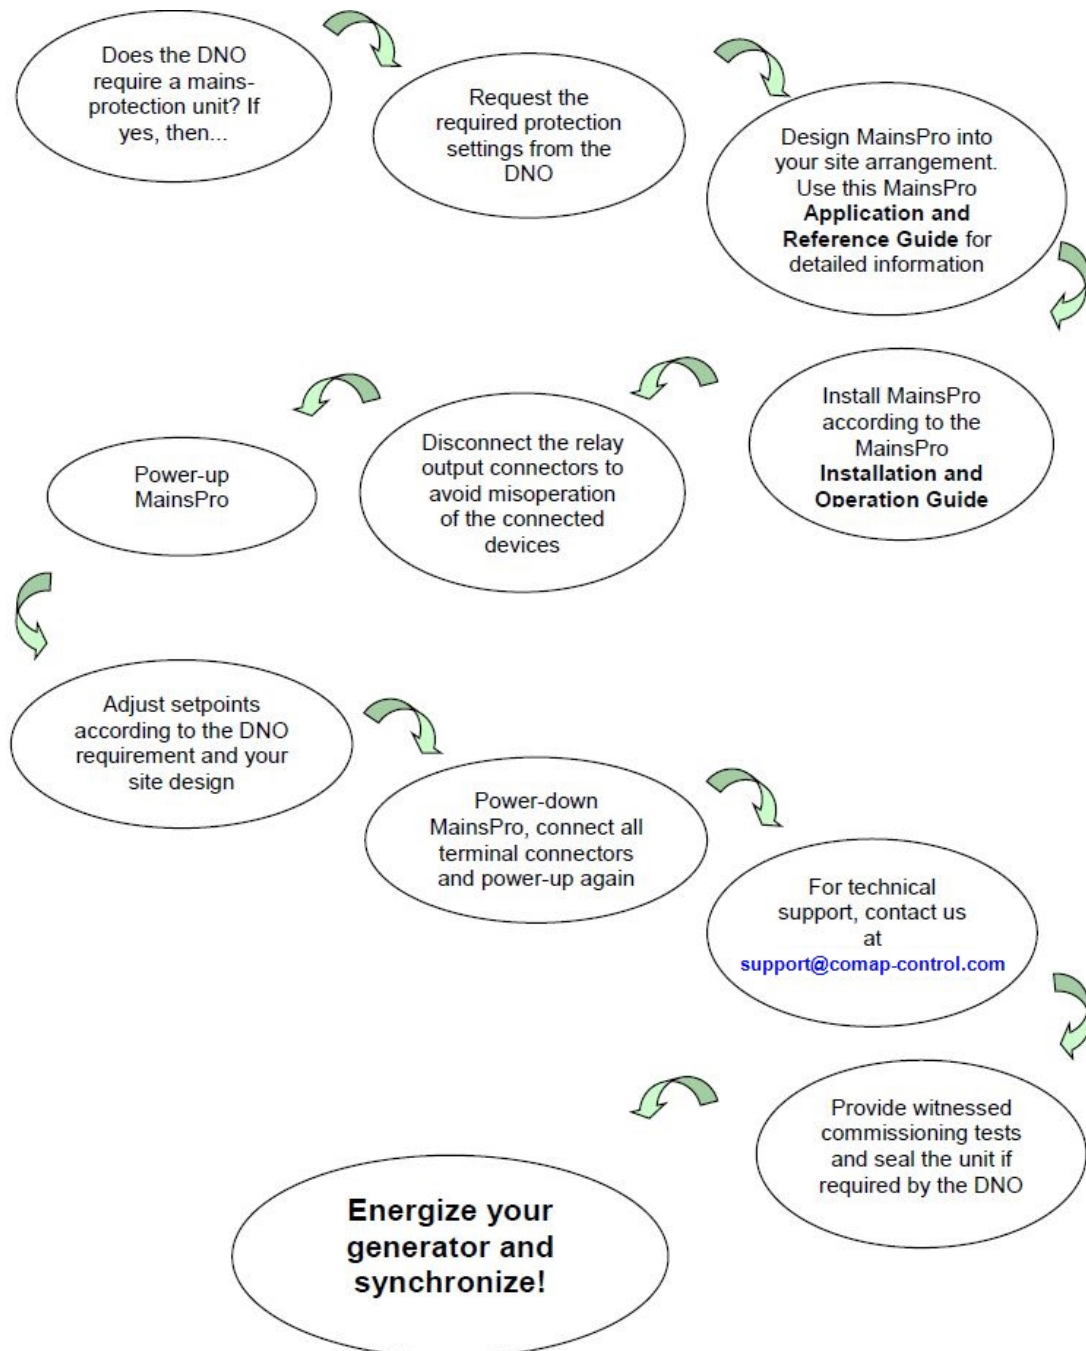 Does the DNO
require a mains-
protection unit? If
yes, then...
Request the
required protection
settings from the
DNO
Design MainsPro into
your site arrangement.
Use this MainsPro
Application and
Reference Guide for
detailed information
Install MainsPro
according to the
MainsPro
Installation and
Operation Guide
Disconnect the relay
output connectors to
avoid misoperation
of the connected
devices
Power-up
MainsPro
Adjust setpoints
according to the DNO
requirement and your
site design
Power-down
MainsPro, connect all
terminal connectors
and power-up again
For technical
support, contact us
at
support@comap-control.com
Provide witnessed
commissioning tests
and seal the unit if
required by the DNO
Energize your
generator and
synchronize!